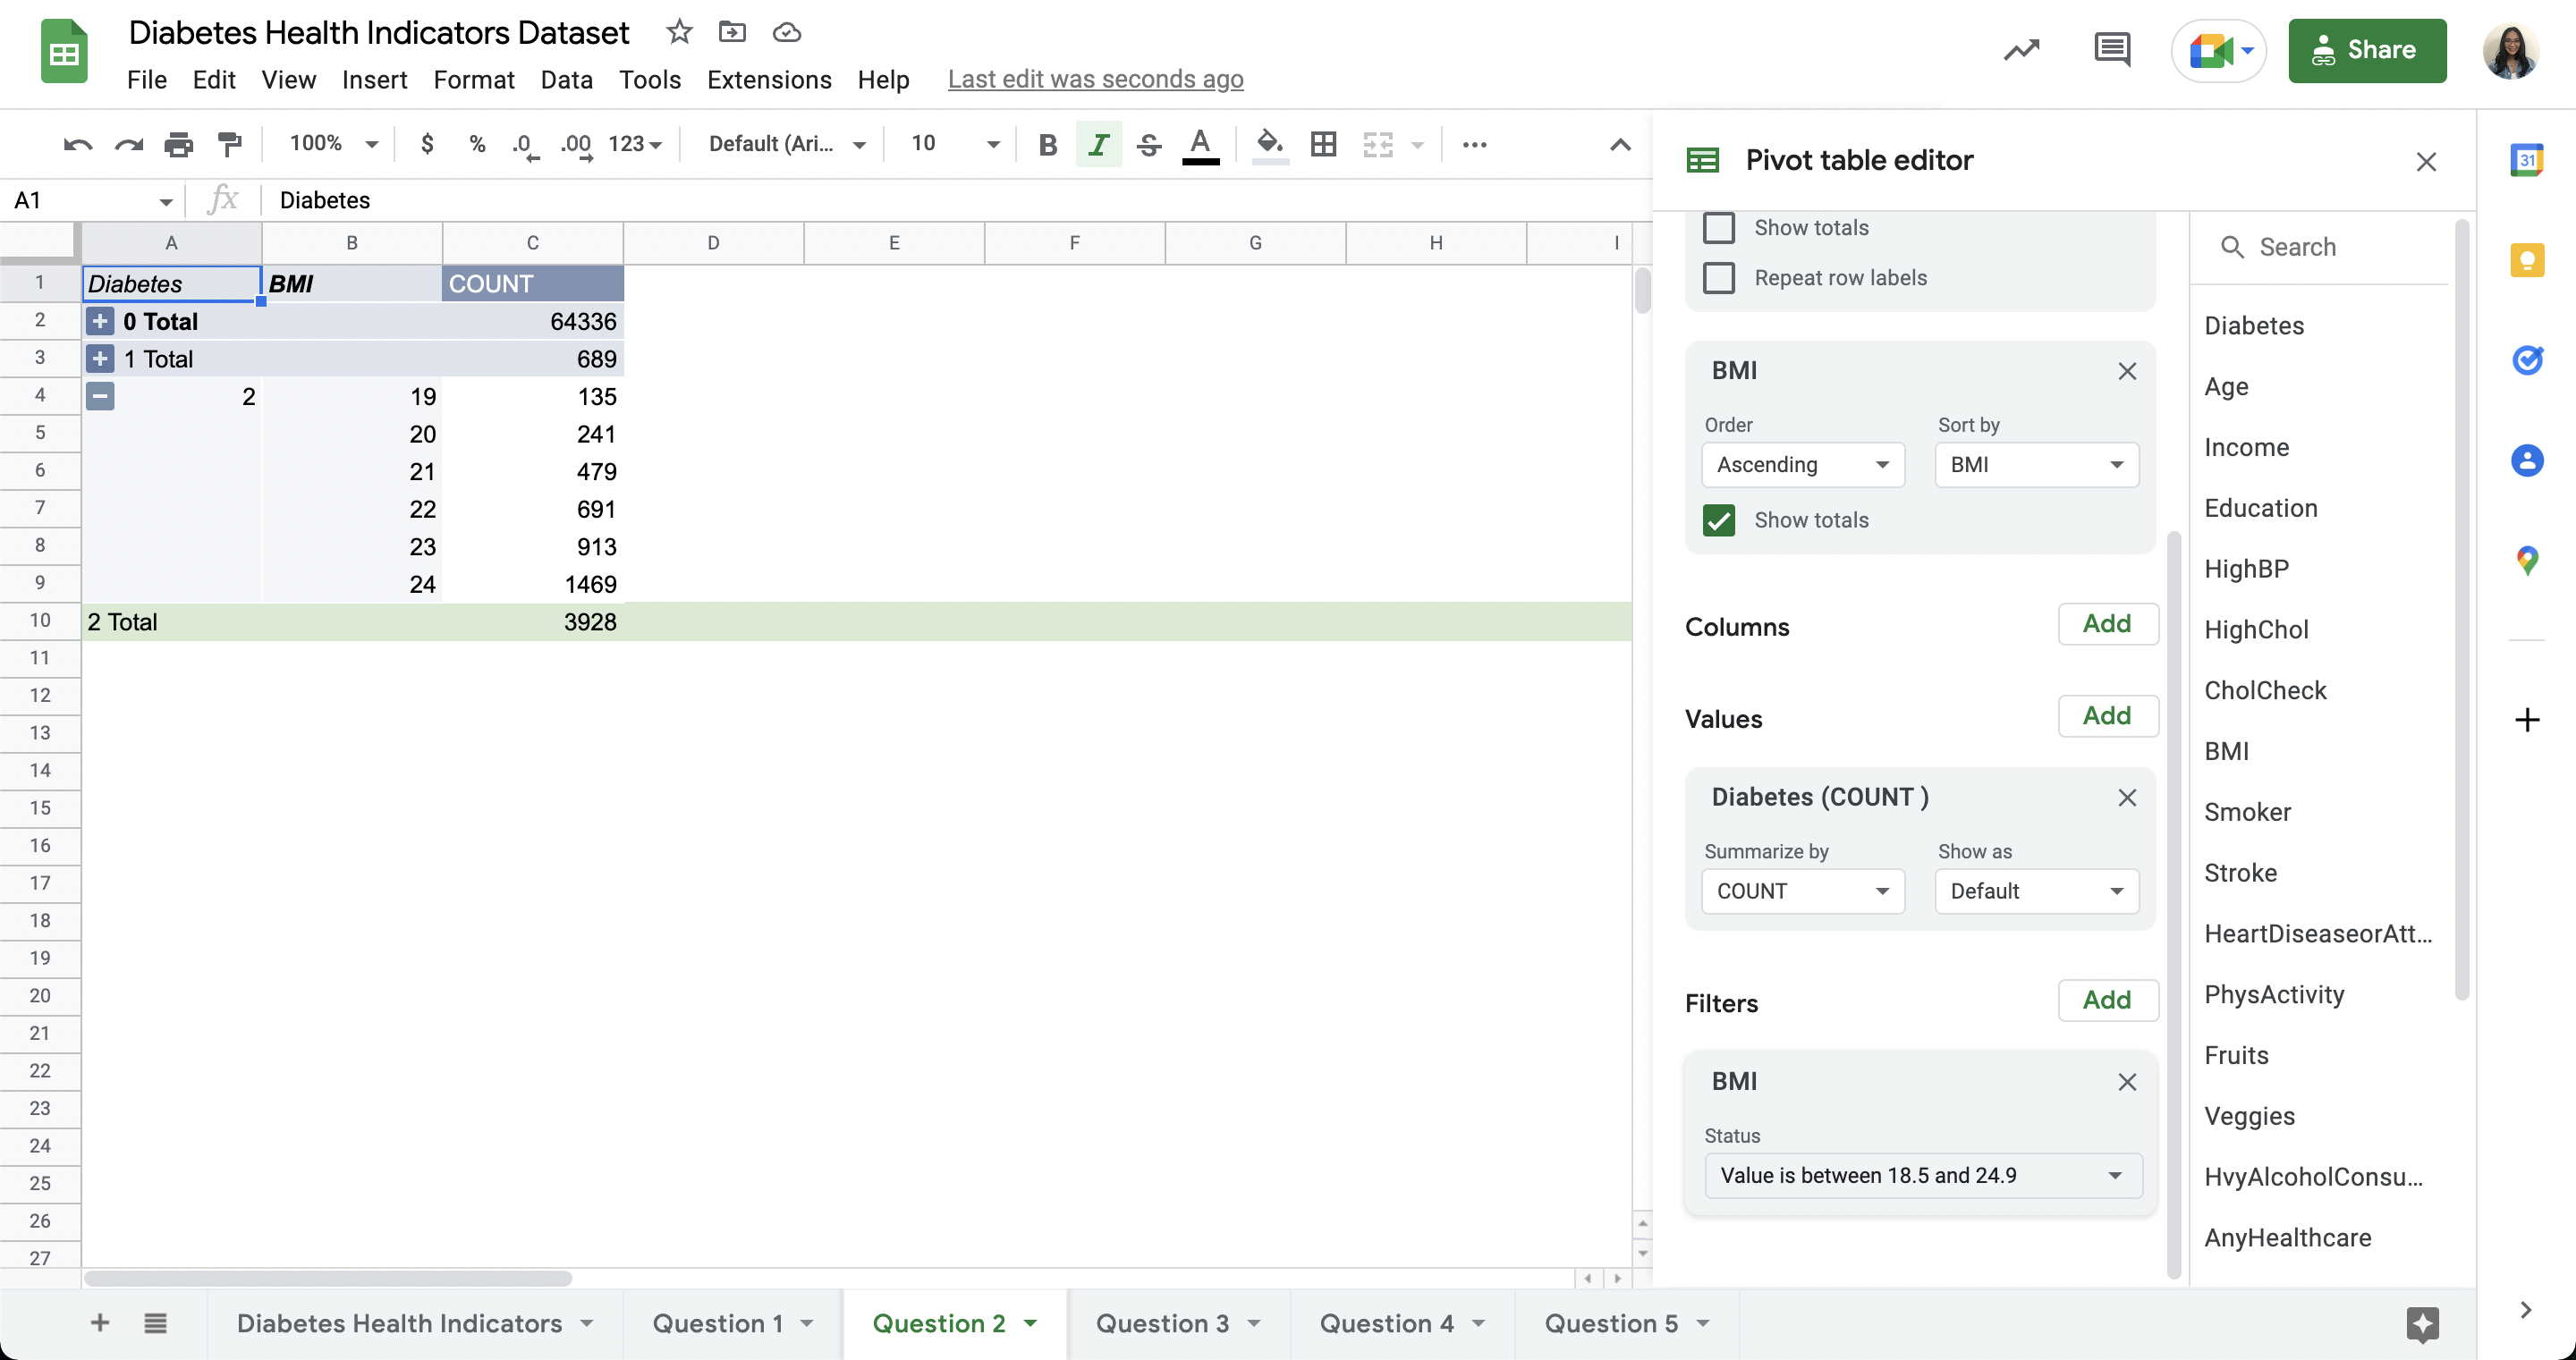 Diabetes Health Indicators Dataset
File Edit View Insert Format Data Tools Extensions Help Last edit was seconds ago
Share
100% $ % .0 .00 123 Default (Ari... 10 B I S A ...
A1 fx Diabetes
A B C D E F G H I
1 Diabetes BMI COUNT
2 + 0 Total 64336
3 + 1 Total 689
4 - 2 19 135
5 20 241
6 21 479
7 22 691
8 23 913
9 24 1469
10 2 Total 3928
11
12
13
14
15
16
17
18
19
20
21
22
23
24
25
26
27
Pivot table editor
Show totals
Repeat row labels
BMI
Order Sort by
Ascending BMI
Show totals
Columns Add
Values Add
Diabetes (COUNT )
Summarize by Show as
COUNT Default
Filters Add
BMI
Status
Value is between 18.5 and 24.9
Search
Diabetes
Age
Income
Education
HighBP
HighChol
CholCheck
BMI
Smoker
Stroke
HeartDiseaseorAtt...
PhysActivity
Fruits
Veggies
HvyAlcoholConsu...
AnyHealthcare
31
+ Diabetes Health Indicators Question 1 Question 2 Question 3 Question 4 Question 5